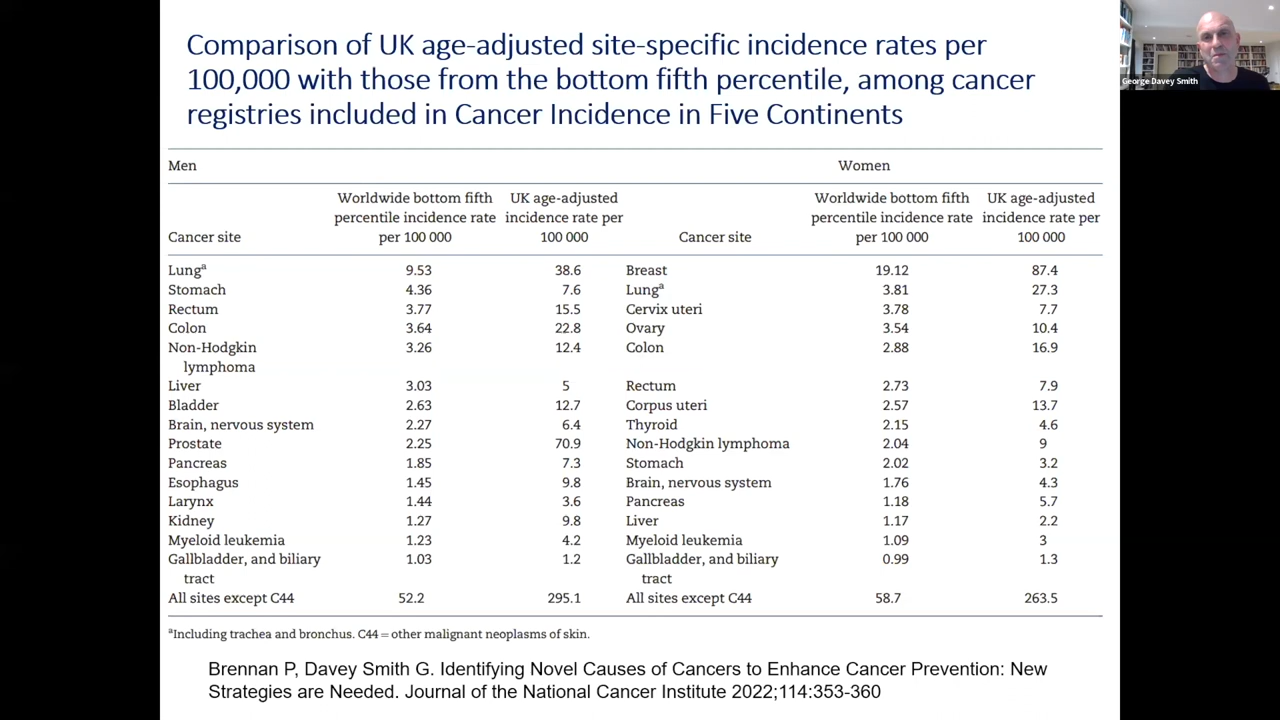 Comparison of UK age-adjusted site-specific incidence rates per
100,000 with those from the bottom fifth percentile, among cancer
registries included in Cancer Incidence in Five Continents
George Davey Smith
Men Women
Worldwide bottom fifth UK age-adjusted Worldwide bottom fifth UK age-adjusted
percentile incidence rate incidence rate per percentile incidence rate incidence rate per
Cancer site per 100 000 100 000 Cancer site per 100 000 100 000
Lungᵃ 9.53 38.6 Breast 19.12 87.4
Stomach 4.36 7.6 Lungᵃ 3.81 27.3
Rectum 3.77 15.5 Cervix uteri 3.78 7.7
Colon 3.64 22.8 Ovary 3.54 10.4
Non-Hodgkin 3.26 12.4 Colon 2.88 16.9
lymphoma
Liver 3.03 5 Rectum 2.73 7.9
Bladder 2.63 12.7 Corpus uteri 2.57 13.7
Brain, nervous system 2.27 6.4 Thyroid 2.15 4.6
Prostate 2.25 70.9 Non-Hodgkin lymphoma 2.04 9
Pancreas 1.85 7.3 Stomach 2.02 3.2
Esophagus 1.45 9.8 Brain, nervous system 1.76 4.3
Larynx 1.44 3.6 Pancreas 1.18 5.7
Kidney 1.27 9.8 Liver 1.17 2.2
Myeloid leukemia 1.23 4.2 Myeloid leukemia 1.09 3
Gallbladder, and biliary 1.03 1.2 Gallbladder, and biliary 0.99 1.3
tract tract
All sites except C44 52.2 295.1 All sites except C44 58.7 263.5
ᵃIncluding trachea and bronchus. C44 = other malignant neoplasms of skin.
Brennan P, Davey Smith G. Identifying Novel Causes of Cancers to Enhance Cancer Prevention: New
Strategies are Needed. Journal of the National Cancer Institute 2022;114:353-360